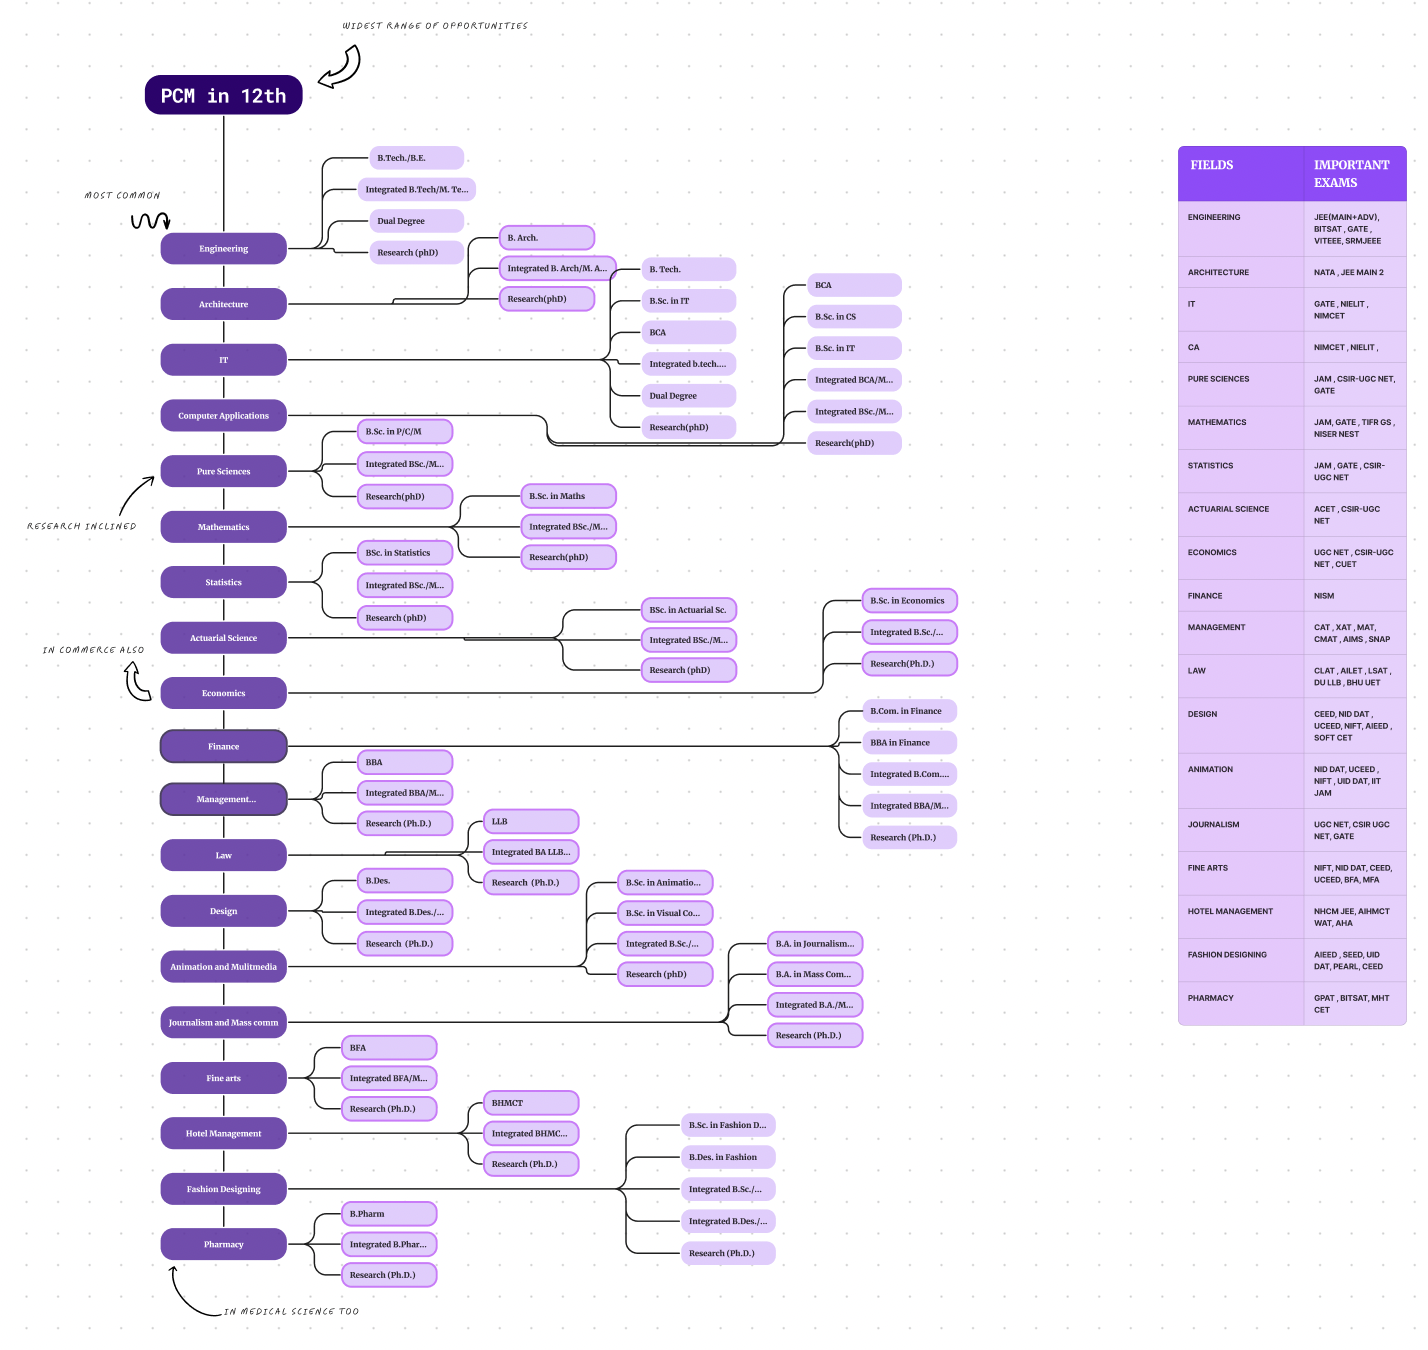 WIDEST RANGE OF OPPORTUNITIES
PCM in 12th
MOST COMMON
Engineering
B.Tech./B.E.
Integrated B.Tech/M. Te...
Dual Degree
Research (phD)
Architecture
B. Arch.
Integrated B. Arch/M. A...
Research(phD)
IT
B. Tech.
B.Sc. in IT
BCA
Integrated b.tech....
Dual Degree
Research(phD)
Computer Applications
BCA
B.Sc. in CS
B.Sc. in IT
Integrated BCA/M...
Integrated BSc./M...
Research(phD)
Pure Sciences
B.Sc. in P/C/M
Integrated BSc./M...
Research(phD)
RESEARCH INCLINED
Mathematics
B.Sc. in Maths
Integrated BSc./M...
Research(phD)
Statistics
BSc. in Statistics
Integrated BSc./M...
Research (phD)
Actuarial Science
BSc. in Actuarial Sc.
Integrated BSc./M...
Research (phD)
IN COMMERCE ALSO
Economics
B.Sc. in Economics
Integrated B.Sc./...
Research(Ph.D.)
Finance
B.Com. in Finance
BBA in Finance
Integrated B.Com....
Integrated BBA/M...
Research (Ph.D.)
Management...
BBA
Integrated BBA/M...
Research (Ph.D.)
Law
LLB
Integrated BA LLB...
Research (Ph.D.)
Design
B.Des.
Integrated B.Des./...
Research (Ph.D.)
Animation and Mulitmedia
B.Sc. in Animatio...
B.Sc. in Visual Co...
Integrated B.Sc./...
Research (phD)
Journalism and Mass comm
B.A. in Journalism...
B.A. in Mass Com...
Integrated B.A./M...
Research (Ph.D.)
Fine arts
BFA
Integrated BFA/M...
Research (Ph.D.)
Hotel Management
BHMCT
Integrated BHMC...
Research (Ph.D.)
Fashion Designing
B.Sc. in Fashion D...
B.Des. in Fashion
Integrated B.Sc./...
Integrated B.Des./...
Research (Ph.D.)
Pharmacy
B.Pharm
Integrated B.Phar...
Research (Ph.D.)
IN MEDICAL SCIENCE TOO
FIELDS
IMPORTANT
EXAMS
ENGINEERING
JEE(MAIN+ADV),
BITSAT , GATE ,
VITEEE, SRMJEEE
ARCHITECTURE
NATA , JEE MAIN 2
IT
GATE , NIELIT ,
NIMCET
CA
NIMCET , NIELIT ,
PURE SCIENCES
JAM , CSIR-UGC NET,
GATE
MATHEMATICS
JAM, GATE , TIFR GS ,
NISER NEST
STATISTICS
JAM , GATE , CSIR-
UGC NET
ACTUARIAL SCIENCE
ACET , CSIR-UGC
NET
ECONOMICS
UGC NET , CSIR-UGC
NET , CUET
FINANCE
NISM
MANAGEMENT
CAT , XAT , MAT,
CMAT , AIMS , SNAP
LAW
CLAT , AILET , LSAT ,
DU LLB , BHU UET
DESIGN
CEED, NID DAT ,
UCEED, NIFT, AIEED ,
SOFT CET
ANIMATION
NID DAT, UCEED ,
NIFT , UID DAT, IIT
JAM
JOURNALISM
UGC NET, CSIR UGC
NET, GATE
FINE ARTS
NIFT, NID DAT, CEED,
UCEED, BFA, MFA
HOTEL MANAGEMENT
NHCM JEE, AIHMCT
WAT, AHA
FASHION DESIGNING
AIEED , SEED, UID
DAT, PEARL, CEED
PHARMACY
GPAT , BITSAT, MHT
CET